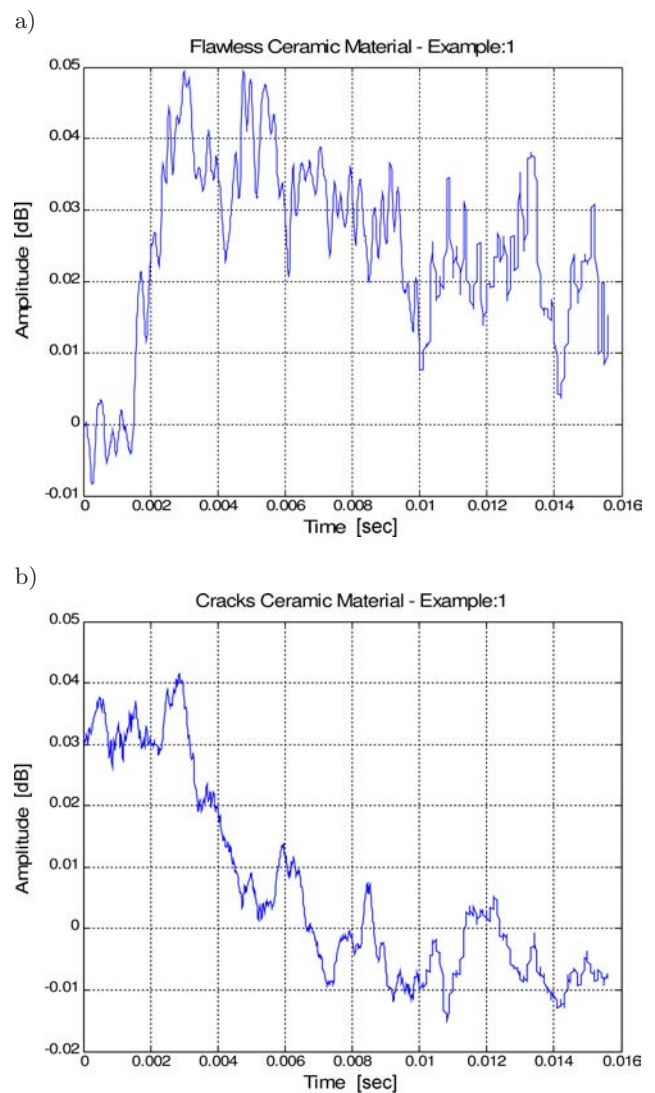 a)
Flawless Ceramic Material - Example:1
0.05
0.04
0.03
0.02
0.01
0
-0.01
Amplitude [dB]
0 0.002 0.004 0.006 0.008 0.01 0.012 0.014 0.016
Time [sec]
b)
Cracks Ceramic Material - Example:1
0.05
0.04
0.03
0.02
0.01
0
-0.01
-0.02
Amplitude [dB]
0 0.002 0.004 0.006 0.008 0.01 0.012 0.014 0.016
Time [sec]